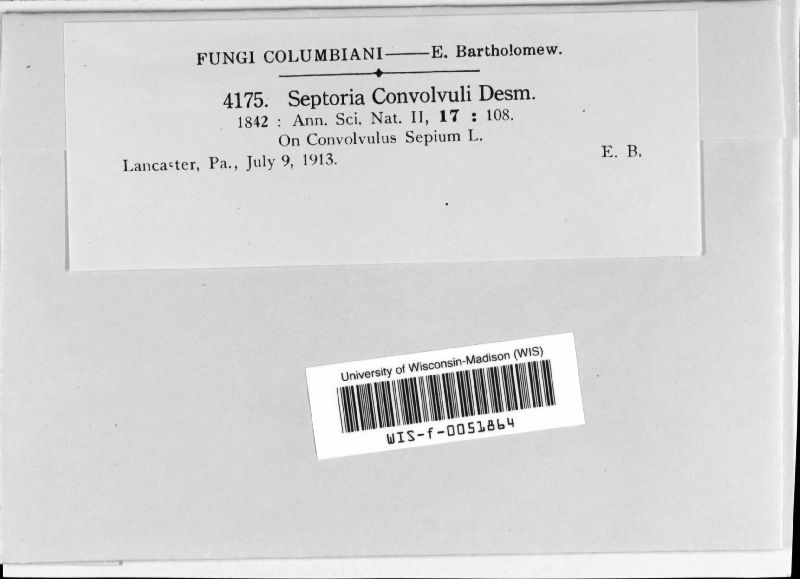 FUNGI COLUMBIANI——E. Bartholomew.
4175. Septoria Convolvuli Desm.
1842 : Ann. Sci. Nat. II, 17 : 108.
On Convolvulus Sepium L.
Lancaster, Pa., July 9, 1913. E. B.
University of Wisconsin-Madison (WIS)
WIS-f-0051864